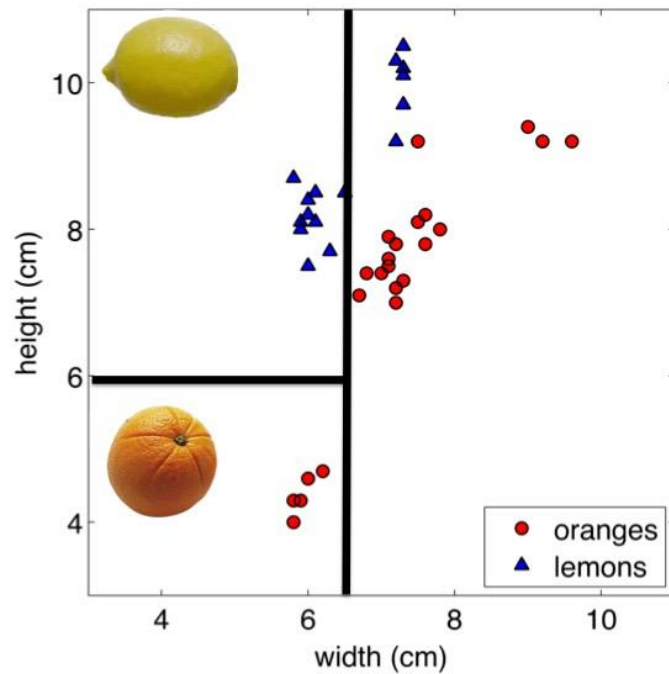 10
8
6
4
height (cm)
4 6 8 10
width (cm)
oranges
lemons